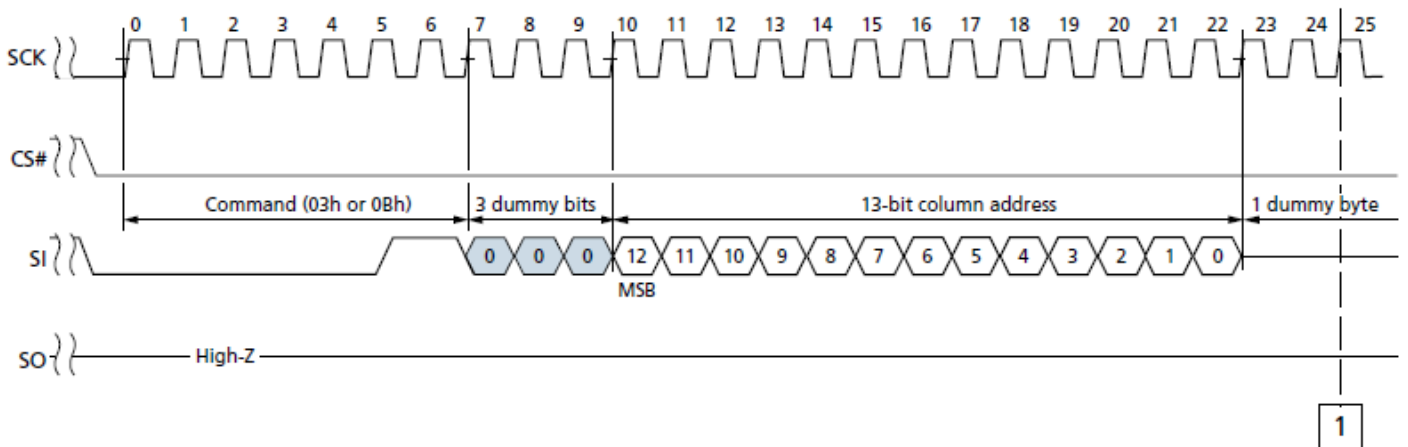 0 1 2 3 4 5 6 7 8 9 10 11 12 13 14 15 16 17 18 19 20 21 22 23 24 25
SCK
CS#
Command (03h or 0Bh) 3 dummy bits 13-bit column address 1 dummy byte
SI 0 0 0 12 11 10 9 8 7 6 5 4 3 2 1 0
MSB
SO High-Z
1